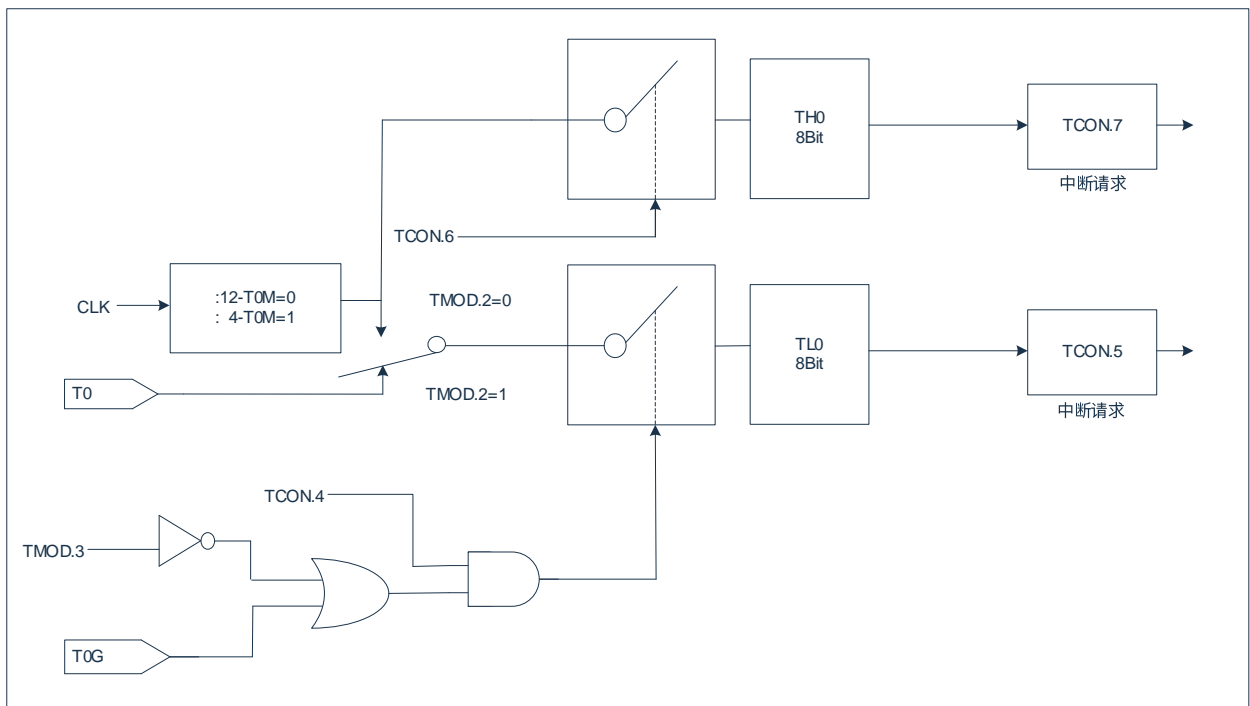 TH0
8Bit
TCON.7
中断请求
TCON.6
CLK
:12-T0M=0
: 4-T0M=1
TMOD.2=0
TL0
8Bit
TCON.5
T0
TMOD.2=1
中断请求
TCON.4
TMOD.3
T0G